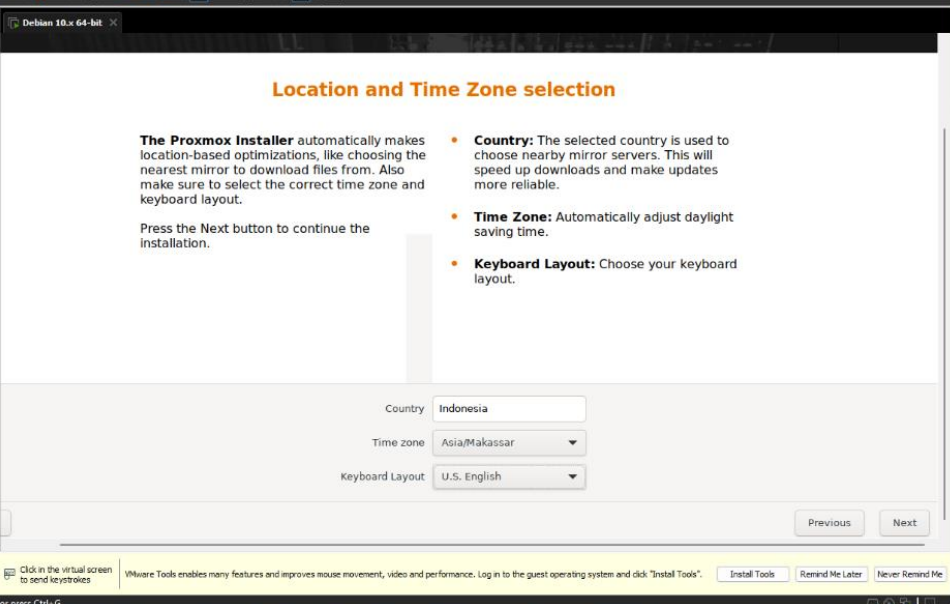 Debian 10.x 64-bit
Location and Time Zone selection
The Proxmox Installer automatically makes
location-based optimizations, like choosing the
nearest mirror to download files from. Also
make sure to select the correct time zone and
keyboard layout.
Press the Next button to continue the
installation.
Country: The selected country is used to
choose nearby mirror servers. This will
speed up downloads and make updates
more reliable.
Time Zone: Automatically adjust daylight
saving time.
Keyboard Layout: Choose your keyboard
layout.
Country Indonesia
Time zone Asia/Makassar
Keyboard Layout U.S. English
Previous Next
Click in the virtual screen
to send keystrokes
VMware Tools enables many features and improves mouse movement, video and performance. Log in to the guest operating system and click "Install Tools".
Install Tools Remind Me Later Never Remind Me
or press Ctrl+G